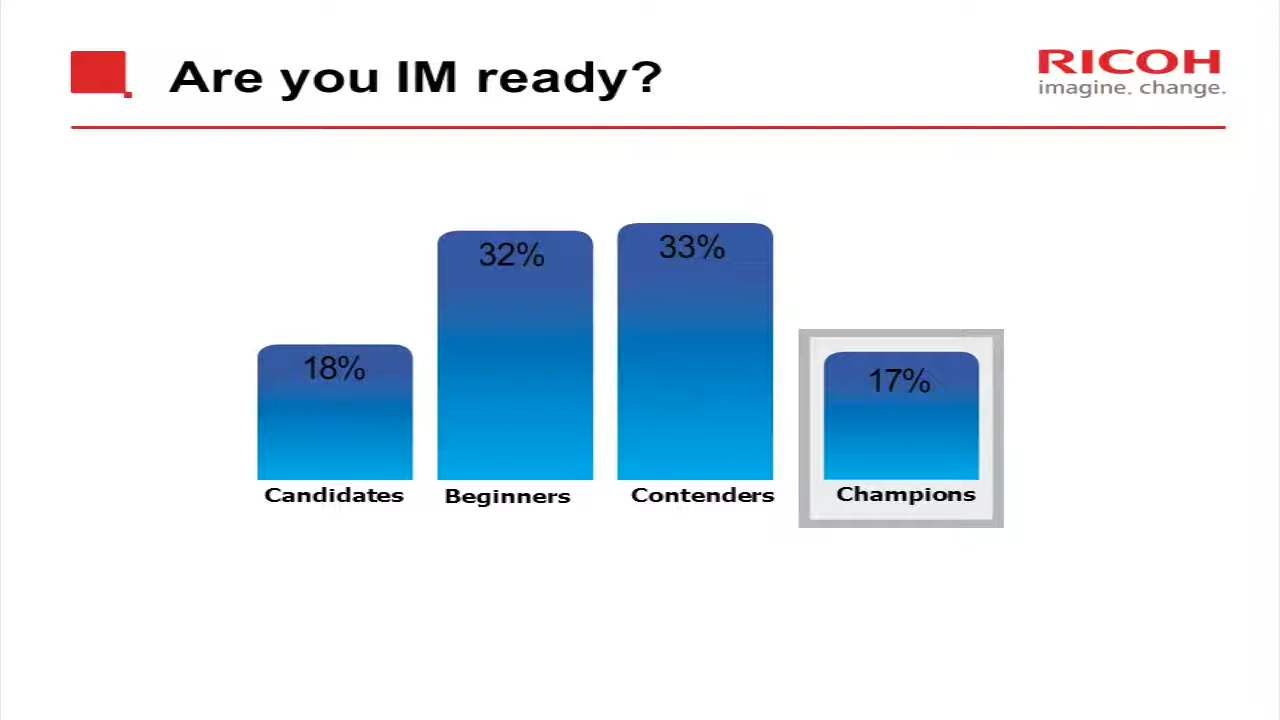 Are you IM ready?
RICOH
imagine. change.
18%
32%
33%
17%
Candidates
Beginners
Contenders
Champions